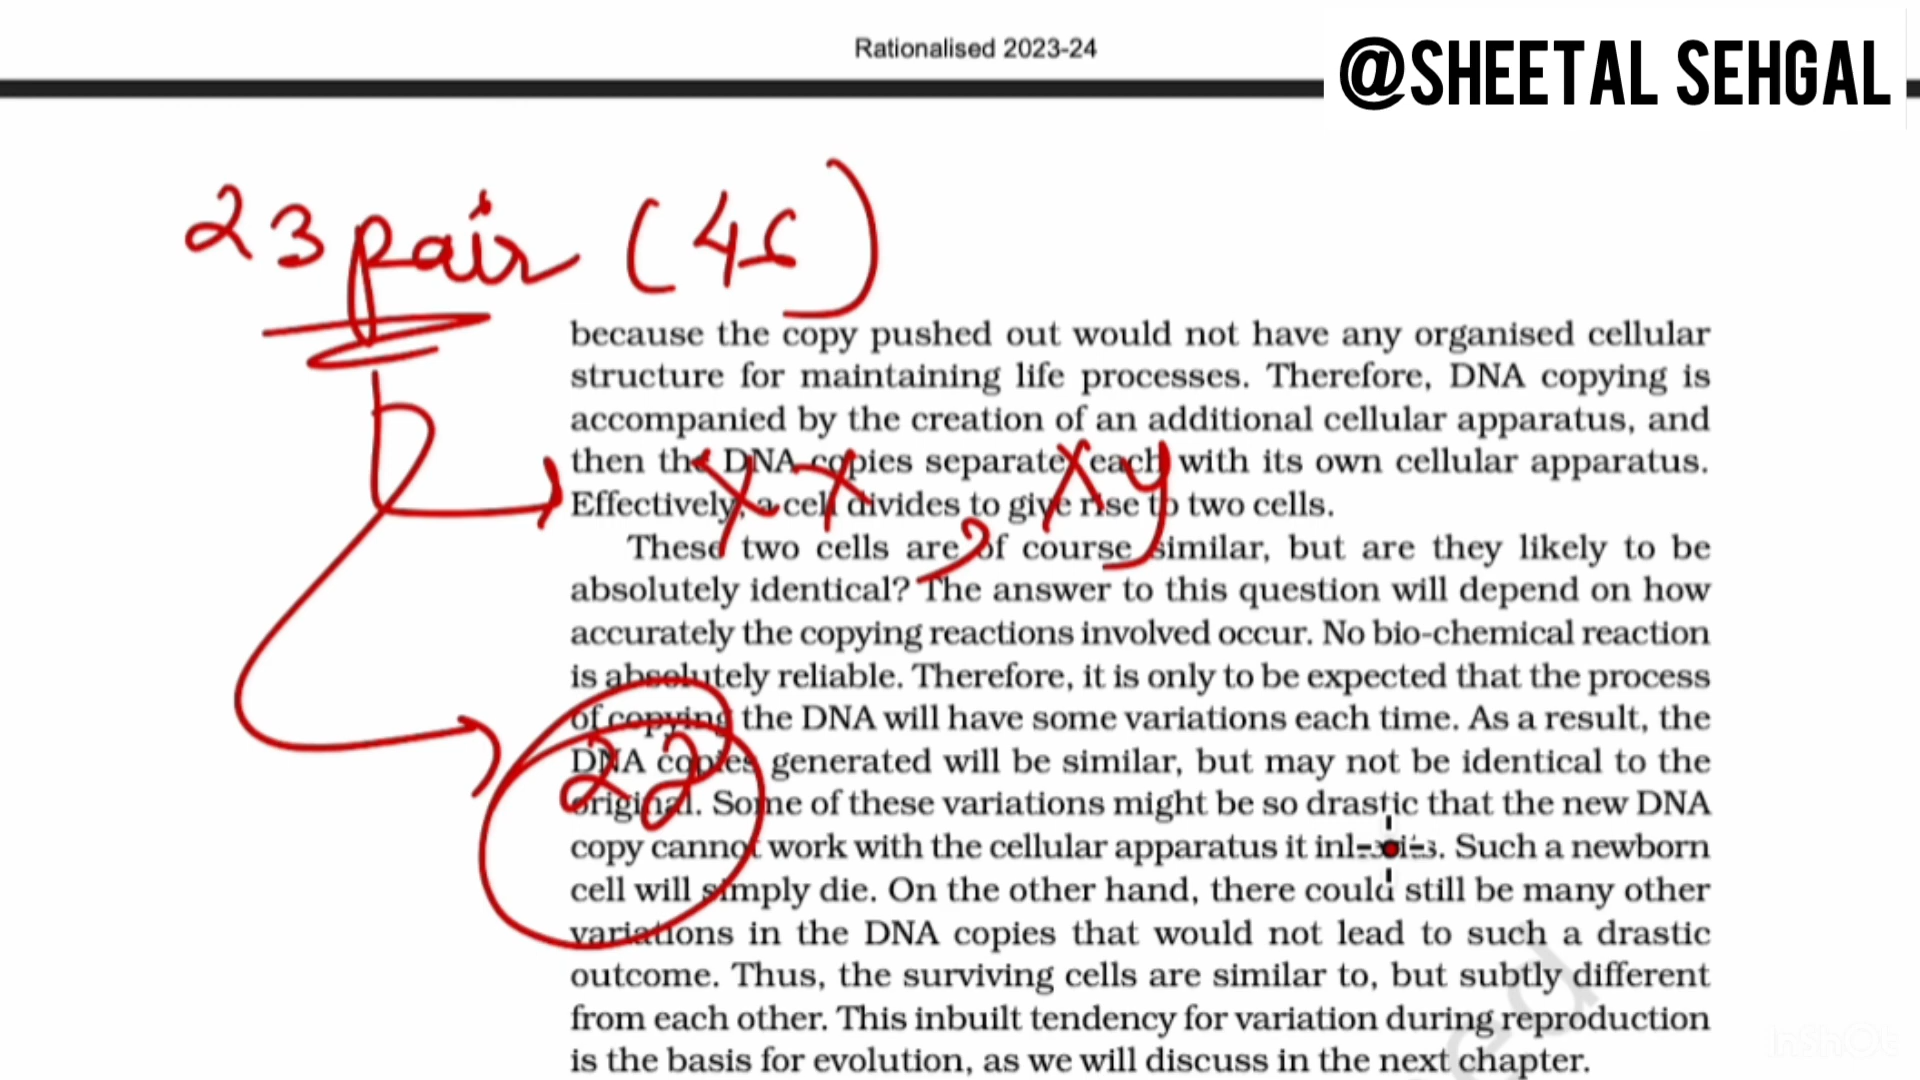 Rationalised 2023-24
@SHEETAL SEHGAL
23 pair (46)
because the copy pushed out would not have any organised cellular
structure for maintaining life processes. Therefore, DNA copying is
accompanied by the creation of an additional cellular apparatus, and
then the DNA copies separate, each with its own cellular apparatus.
XX, Xy
Effectively, a cell divides to give rise to two cells.
These two cells are of course similar, but are they likely to be
absolutely identical? The answer to this question will depend on how
accurately the copying reactions involved occur. No bio-chemical reaction
is absolutely reliable. Therefore, it is only to be expected that the process
of copying the DNA will have some variations each time. As a result, the
DNA copies generated will be similar, but may not be identical to the
22
original. Some of these variations might be so drastic that the new DNA
copy cannot work with the cellular apparatus it inherits. Such a newborn
cell will simply die. On the other hand, there could still be many other
variations in the DNA copies that would not lead to such a drastic
outcome. Thus, the surviving cells are similar to, but subtly different
from each other. This inbuilt tendency for variation during reproduction
is the basis for evolution, as we will discuss in the next chapter.
InShOt